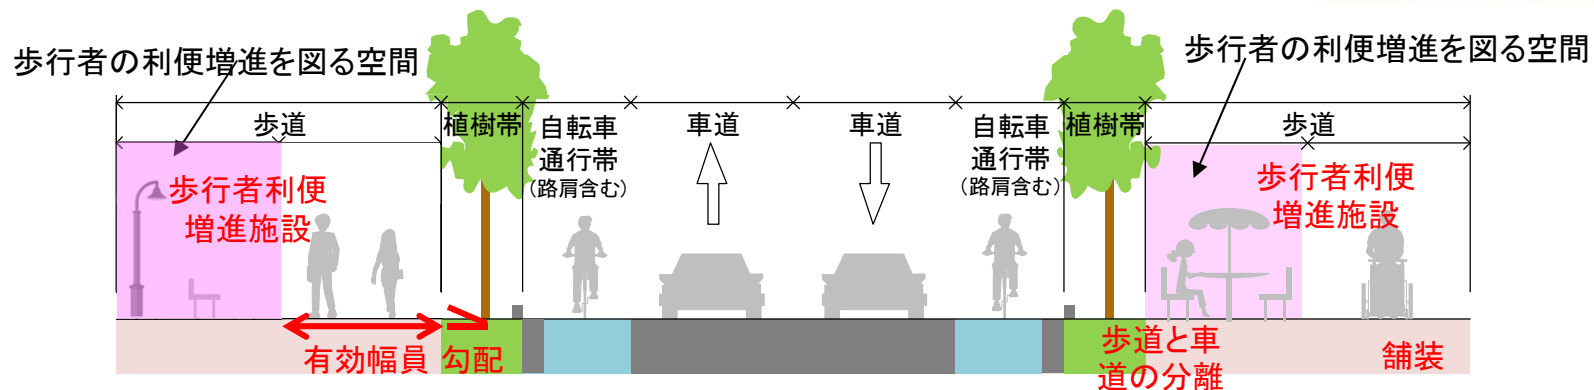 歩行者の利便増進を図る空間
歩行者の利便増進を図る空間
歩道
植樹帯
自転車
通行帯
(路肩含む)
車道
車道
自転車
通行帯
(路肩含む)
植樹帯
歩道
歩行者利便
増進施設
歩行者利便
増進施設
有効幅員
勾配
歩道と車
道の分離
舗装